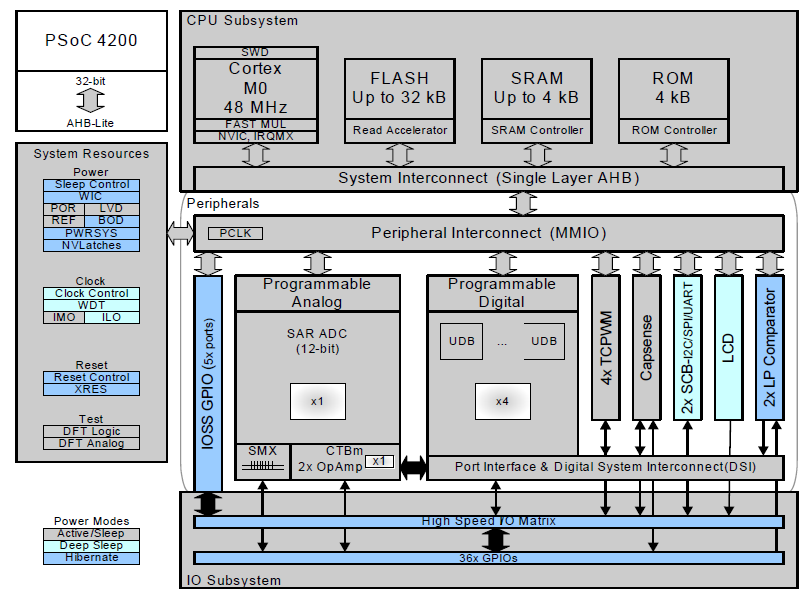 PSoC 4200
32-bit
AHB-Lite
CPU Subsystem
SWD
Cortex
M0
48 MHz
FAST MUL
NVIC, IRQMX
FLASH
Up to 32 kB
Read Accelerator
SRAM
Up to 4 kB
SRAM Controller
ROM
4 kB
ROM Controller
System Interconnect (Single Layer AHB)
System Resources
Power
Sleep Control
WIC
POR LVD
REF BOD
PWRSYS
NVLatches
Clock
Clock Control
WDT
IMO ILO
Reset
Reset Control
XRES
Test
DFT Logic
DFT Analog
Peripherals
PCLK
Peripheral Interconnect (MMIO)
IOSS GPIO (5x ports)
Programmable
Analog
SAR ADC
(12-bit)
x1
SMX
CTBm
2x OpAmp
x1
Programmable
Digital
UDB ... UDB
x4
4x TCPWM
Capsense
2x SCB-I2C/SPI/UART
LCD
2x LP Comparator
Port Interface & Digital System Interconnect(DSI)
Power Modes
Active/Sleep
Deep Sleep
Hibernate
High Speed I/O Matrix
36x GPIOs
IO Subsystem